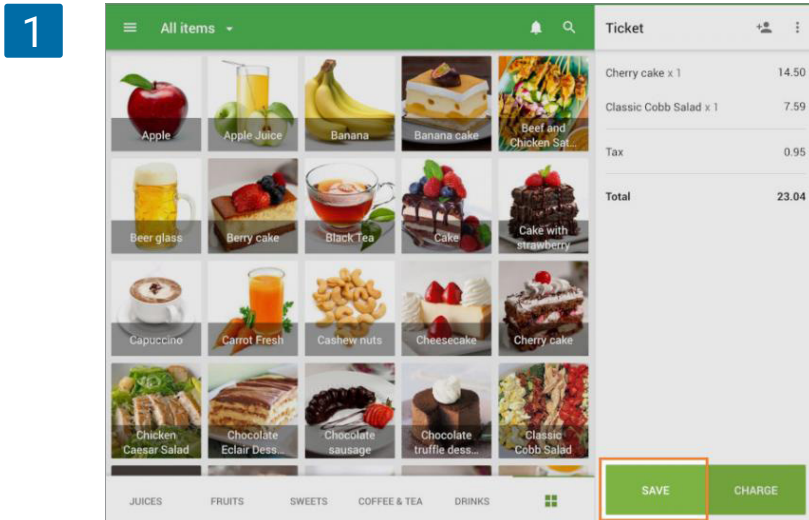 1
All items
Ticket
Cherry cake x 1 14.50
Classic Cobb Salad x 1 7.59
Tax 0.95
Total 23.04
Apple
Apple Juice
Banana
Banana cake
Beef and
Chicken Sat...
Beer glass
Berry cake
Black Tea
Cake
Cake with
strawberry
Capuccino
Carrot Fresh
Cashew nuts
Cheesecake
Cherry cake
Chicken
Caesar Salad
Chocolate
Eclair Dess...
Chocolate
sausage
Chocolate
truffle dess...
Classic
Cobb Salad
SAVE
CHARGE
JUICES
FRUITS
SWEETS
COFFEE & TEA
DRINKS